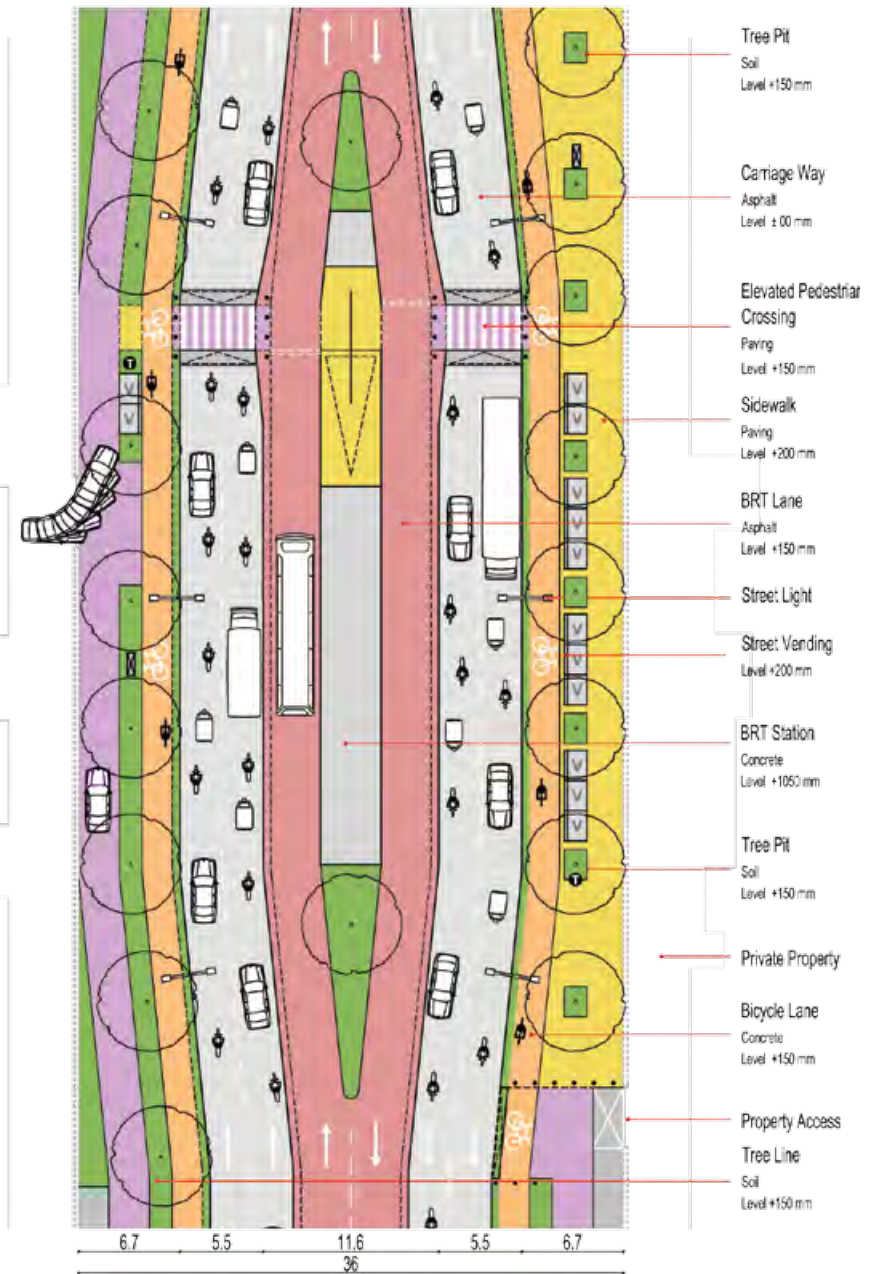 Tree Pit
Soil
Level +150 mm
Carriage Way
Asphalt
Level ± 00 mm
Elevated Pedestrian
Crossing
Paving
Level +150 mm
Sidewalk
Paving
Level +200 mm
BRT Lane
Asphalt
Level +150 mm
Street Light
Street Vending
Level +200 mm
BRT Station
Concrete
Level +1050 mm
Tree Pit
Soil
Level +150 mm
Private Property
Bicycle Lane
Concrete
Level +150 mm
Property Access
Tree Line
Soil
Level +150 mm
T
V
V
V
V
V
V
V
V
V
V
V
V
V
T
6.7 5.5 11.6 5.5 6.7
36